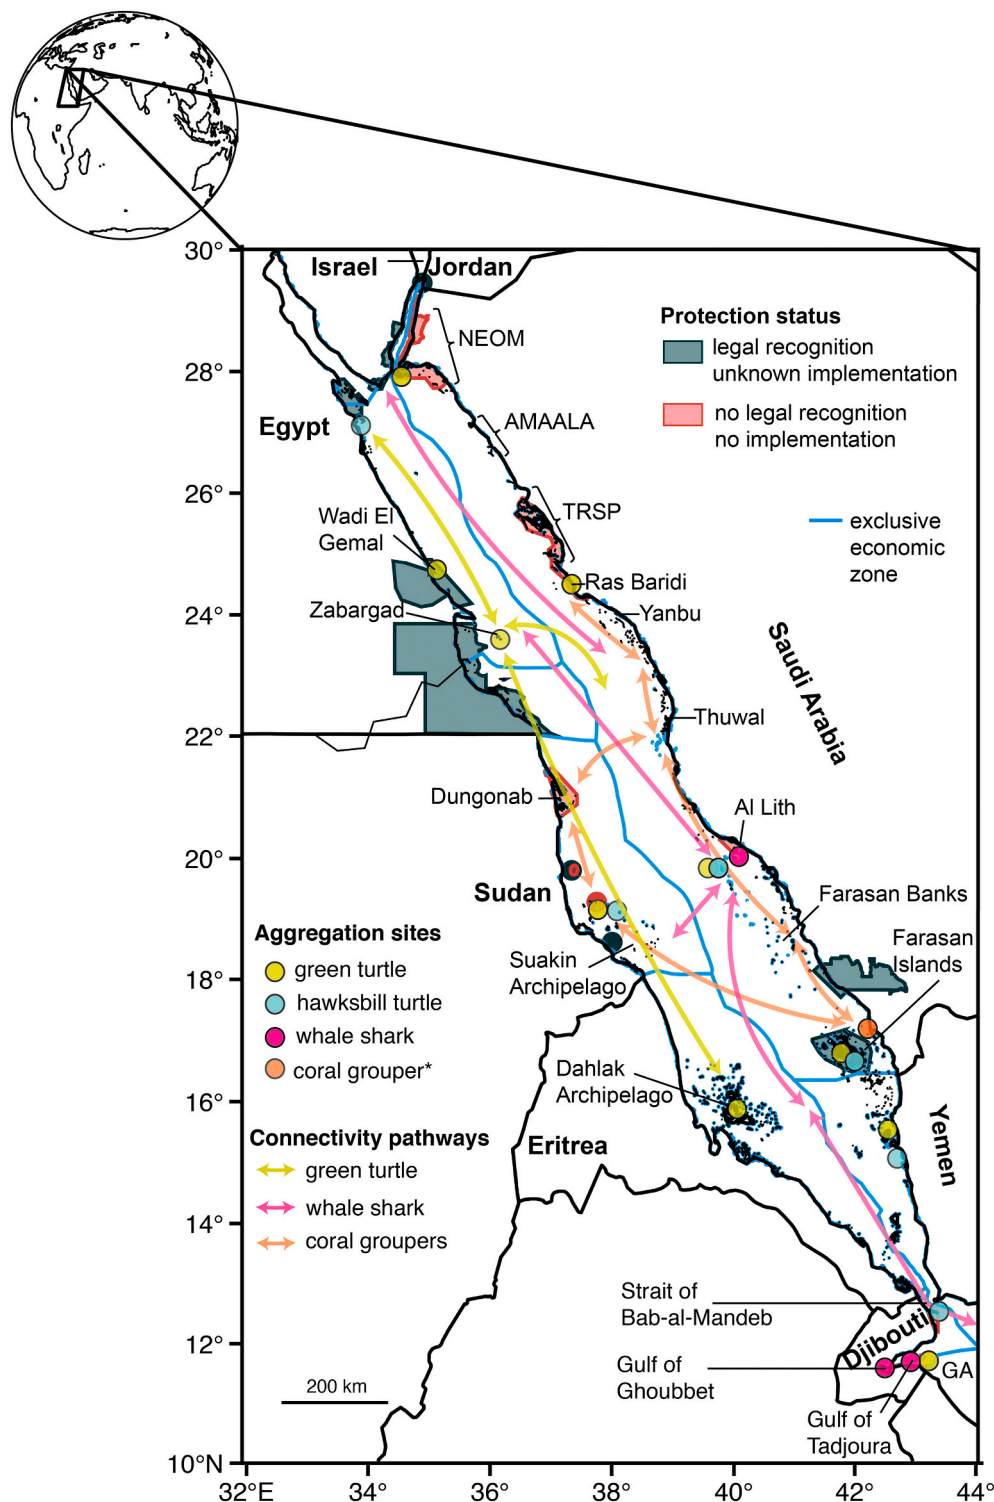 30°
28°
26°
24°
22°
20°
18°
16°
14°
12°
10°N
32°E
34°
36°
38°
40°
42°
44°
Israel
Jordan
NEOM
Protection status
legal recognition
unknown implementation
no legal recognition
no implementation
AMAALA
Egypt
TRSP
exclusive
economic
zone
Wadi El
Gemal
Ras Baridi
Zabargad
Yanbu
Saudi Arabia
Thuwal
Dungonab
Al Lith
Sudan
Farasan Banks
Farasan
Islands
Aggregation sites
green turtle
hawksbill turtle
whale shark
coral grouper*
Suakin
Archipelago
Dahlak
Archipelago
Connectivity pathways
green turtle
whale shark
coral groupers
Eritrea
Yemen
Strait of
Bab-al-Mandeb
Djibouti
Gulf of
Ghoubbet
GA
Gulf of
Tadjoura
200 km